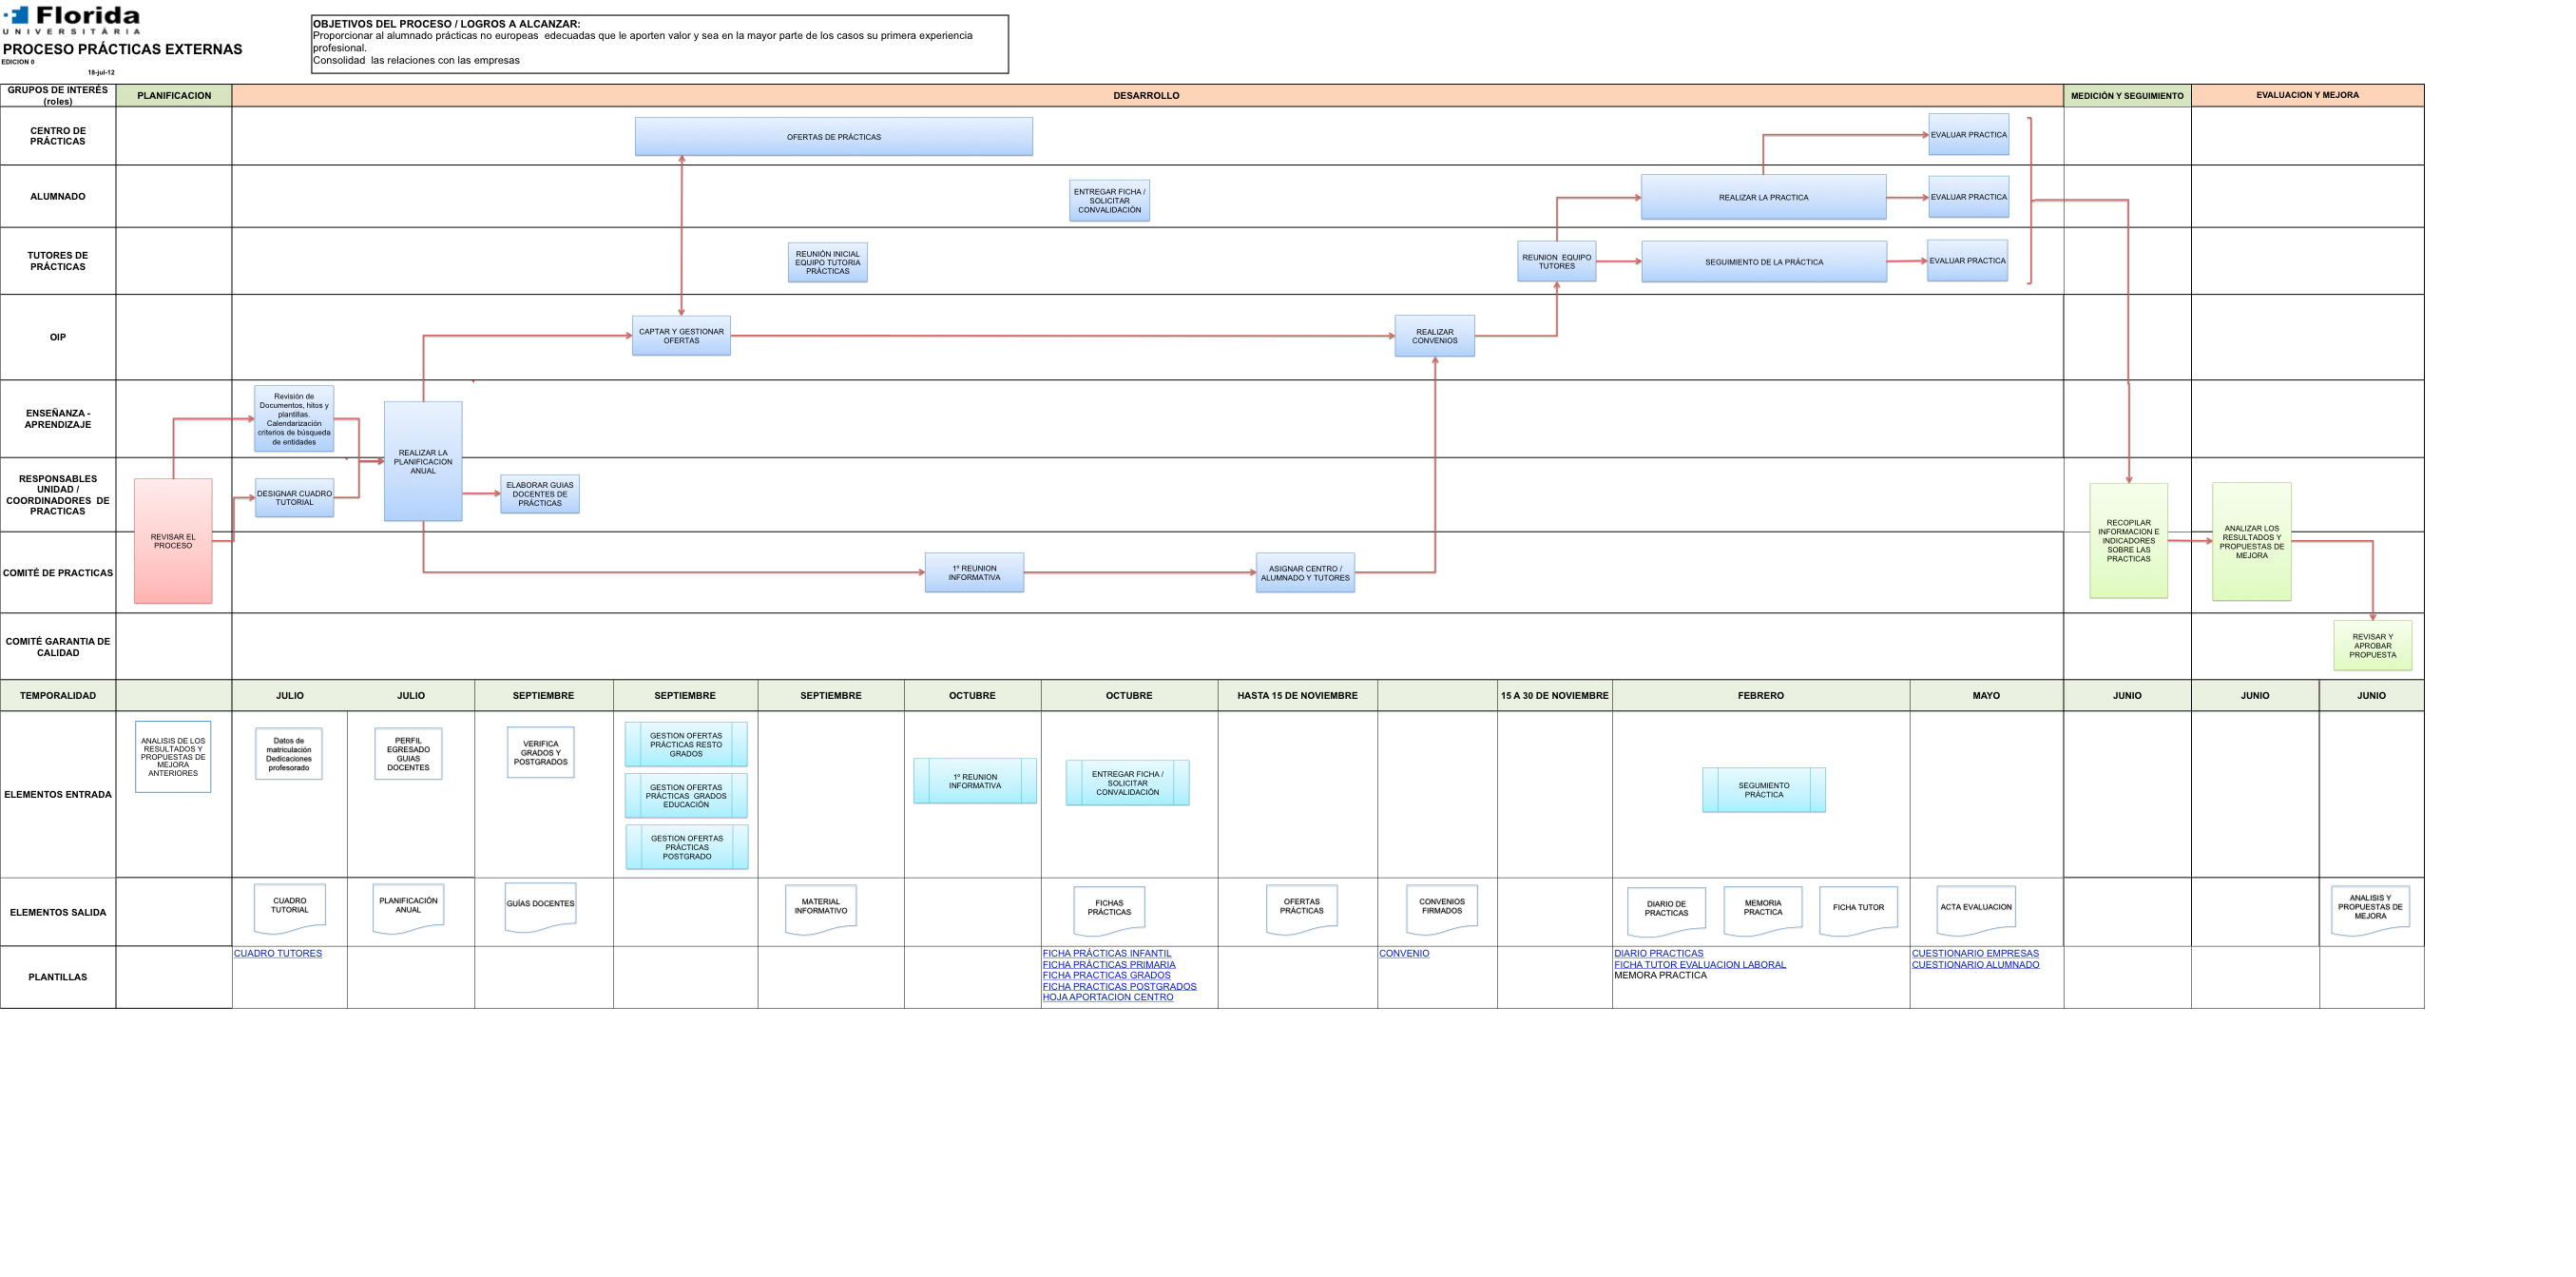 Florida
UNIVERSITÀRIA
PROCESO PRÁCTICAS EXTERNAS
EDICION 0
18-jul-12
OBJETIVOS DEL PROCESO / LOGROS A ALCANZAR:
Proporcionar al alumnado prácticas no europeas edecuadas que le aporten valor y sea en la mayor parte de los casos su primera experiencia
profesional.
Consolidad las relaciones con las empresas
GRUPOS DE INTERÉS
(roles)
PLANIFICACION
DESARROLLO
MEDICIÓN Y SEGUIMIENTO
EVALUACION Y MEJORA
CENTRO DE
PRÁCTICAS
OFERTAS DE PRÁCTICAS
EVALUAR PRACTICA
ALUMNADO
ENTREGAR FICHA /
SOLICITAR
CONVALIDACIÓN
REALIZAR LA PRACTICA
EVALUAR PRACTICA
TUTORES DE
PRÁCTICAS
REUNIÓN INICIAL
EQUIPO TUTORIA
PRÁCTICAS
REUNION EQUIPO
TUTORES
SEGUIMIENTO DE LA PRÁCTICA
EVALUAR PRACTICA
OIP
CAPTAR Y GESTIONAR
OFERTAS
REALIZAR
CONVENIOS
ENSEÑANZA -
APRENDIZAJE
Revisión de
Documentos, hitos y
plantillas.
Calendarización
criterios de búsqueda
de entidades
REALIZAR LA
PLANIFICACION
ANUAL
RESPONSABLES
UNIDAD /
COORDINADORES DE
PRACTICAS
REVISAR EL
PROCESO
DESIGNAR CUADRO
TUTORIAL
ELABORAR GUIAS
DOCENTES DE
PRÁCTICAS
RECOPILAR
INFORMACION E
INDICADORES
SOBRE LAS
PRACTICAS
ANALIZAR LOS
RESULTADOS Y
PROPUESTAS DE
MEJORA
COMITÉ DE PRACTICAS
1º REUNION
INFORMATIVA
ASIGNAR CENTRO /
ALUMNADO Y TUTORES
COMITÉ GARANTIA DE
CALIDAD
REVISAR Y
APROBAR
PROPUESTA
TEMPORALIDAD
JULIO
JULIO
SEPTIEMBRE
SEPTIEMBRE
SEPTIEMBRE
OCTUBRE
OCTUBRE
HASTA 15 DE NOVIEMBRE
15 A 30 DE NOVIEMBRE
FEBRERO
MAYO
JUNIO
JUNIO
JUNIO
ELEMENTOS ENTRADA
ANALISIS DE LOS
RESULTADOS Y
PROPUESTAS DE
MEJORA
ANTERIORES
Datos de
matriculación
Dedicaciones
profesorado
PERFIL
EGRESADO
GUIAS
DOCENTES
VERIFICA
GRADOS Y
POSTGRADOS
GESTION OFERTAS
PRÁCTICAS RESTO
GRADOS
GESTION OFERTAS
PRÁCTICAS GRADOS
EDUCACIÓN
GESTION OFERTAS
PRÁCTICAS
POSTGRADO
1º REUNION
INFORMATIVA
ENTREGAR FICHA /
SOLICITAR
CONVALIDACIÓN
SEGUMIENTO
PRÁCTICA
ELEMENTOS SALIDA
CUADRO
TUTORIAL
PLANIFICACIÓN
ANUAL
GUÍAS DOCENTES
MATERIAL
INFORMATIVO
FICHAS
PRÁCTICAS
OFERTAS
PRÁCTICAS
CONVENIOS
FIRMADOS
DIARIO DE
PRACTICAS
MEMORIA
PRACTICA
FICHA TUTOR
ACTA EVALUACION
ANALISIS Y
PROPUESTAS DE
MEJORA
PLANTILLAS
CUADRO TUTORES
FICHA PRÁCTICAS INFANTIL
FICHA PRÁCTICAS PRIMARIA
FICHA PRACTICAS GRADOS
FICHA PRACTICAS POSTGRADOS
HOJA APORTACION CENTRO
CONVENIO
DIARIO PRACTICAS
FICHA TUTOR EVALUACION LABORAL
MEMORA PRACTICA
CUESTIONARIO EMPRESAS
CUESTIONARIO ALUMNADO